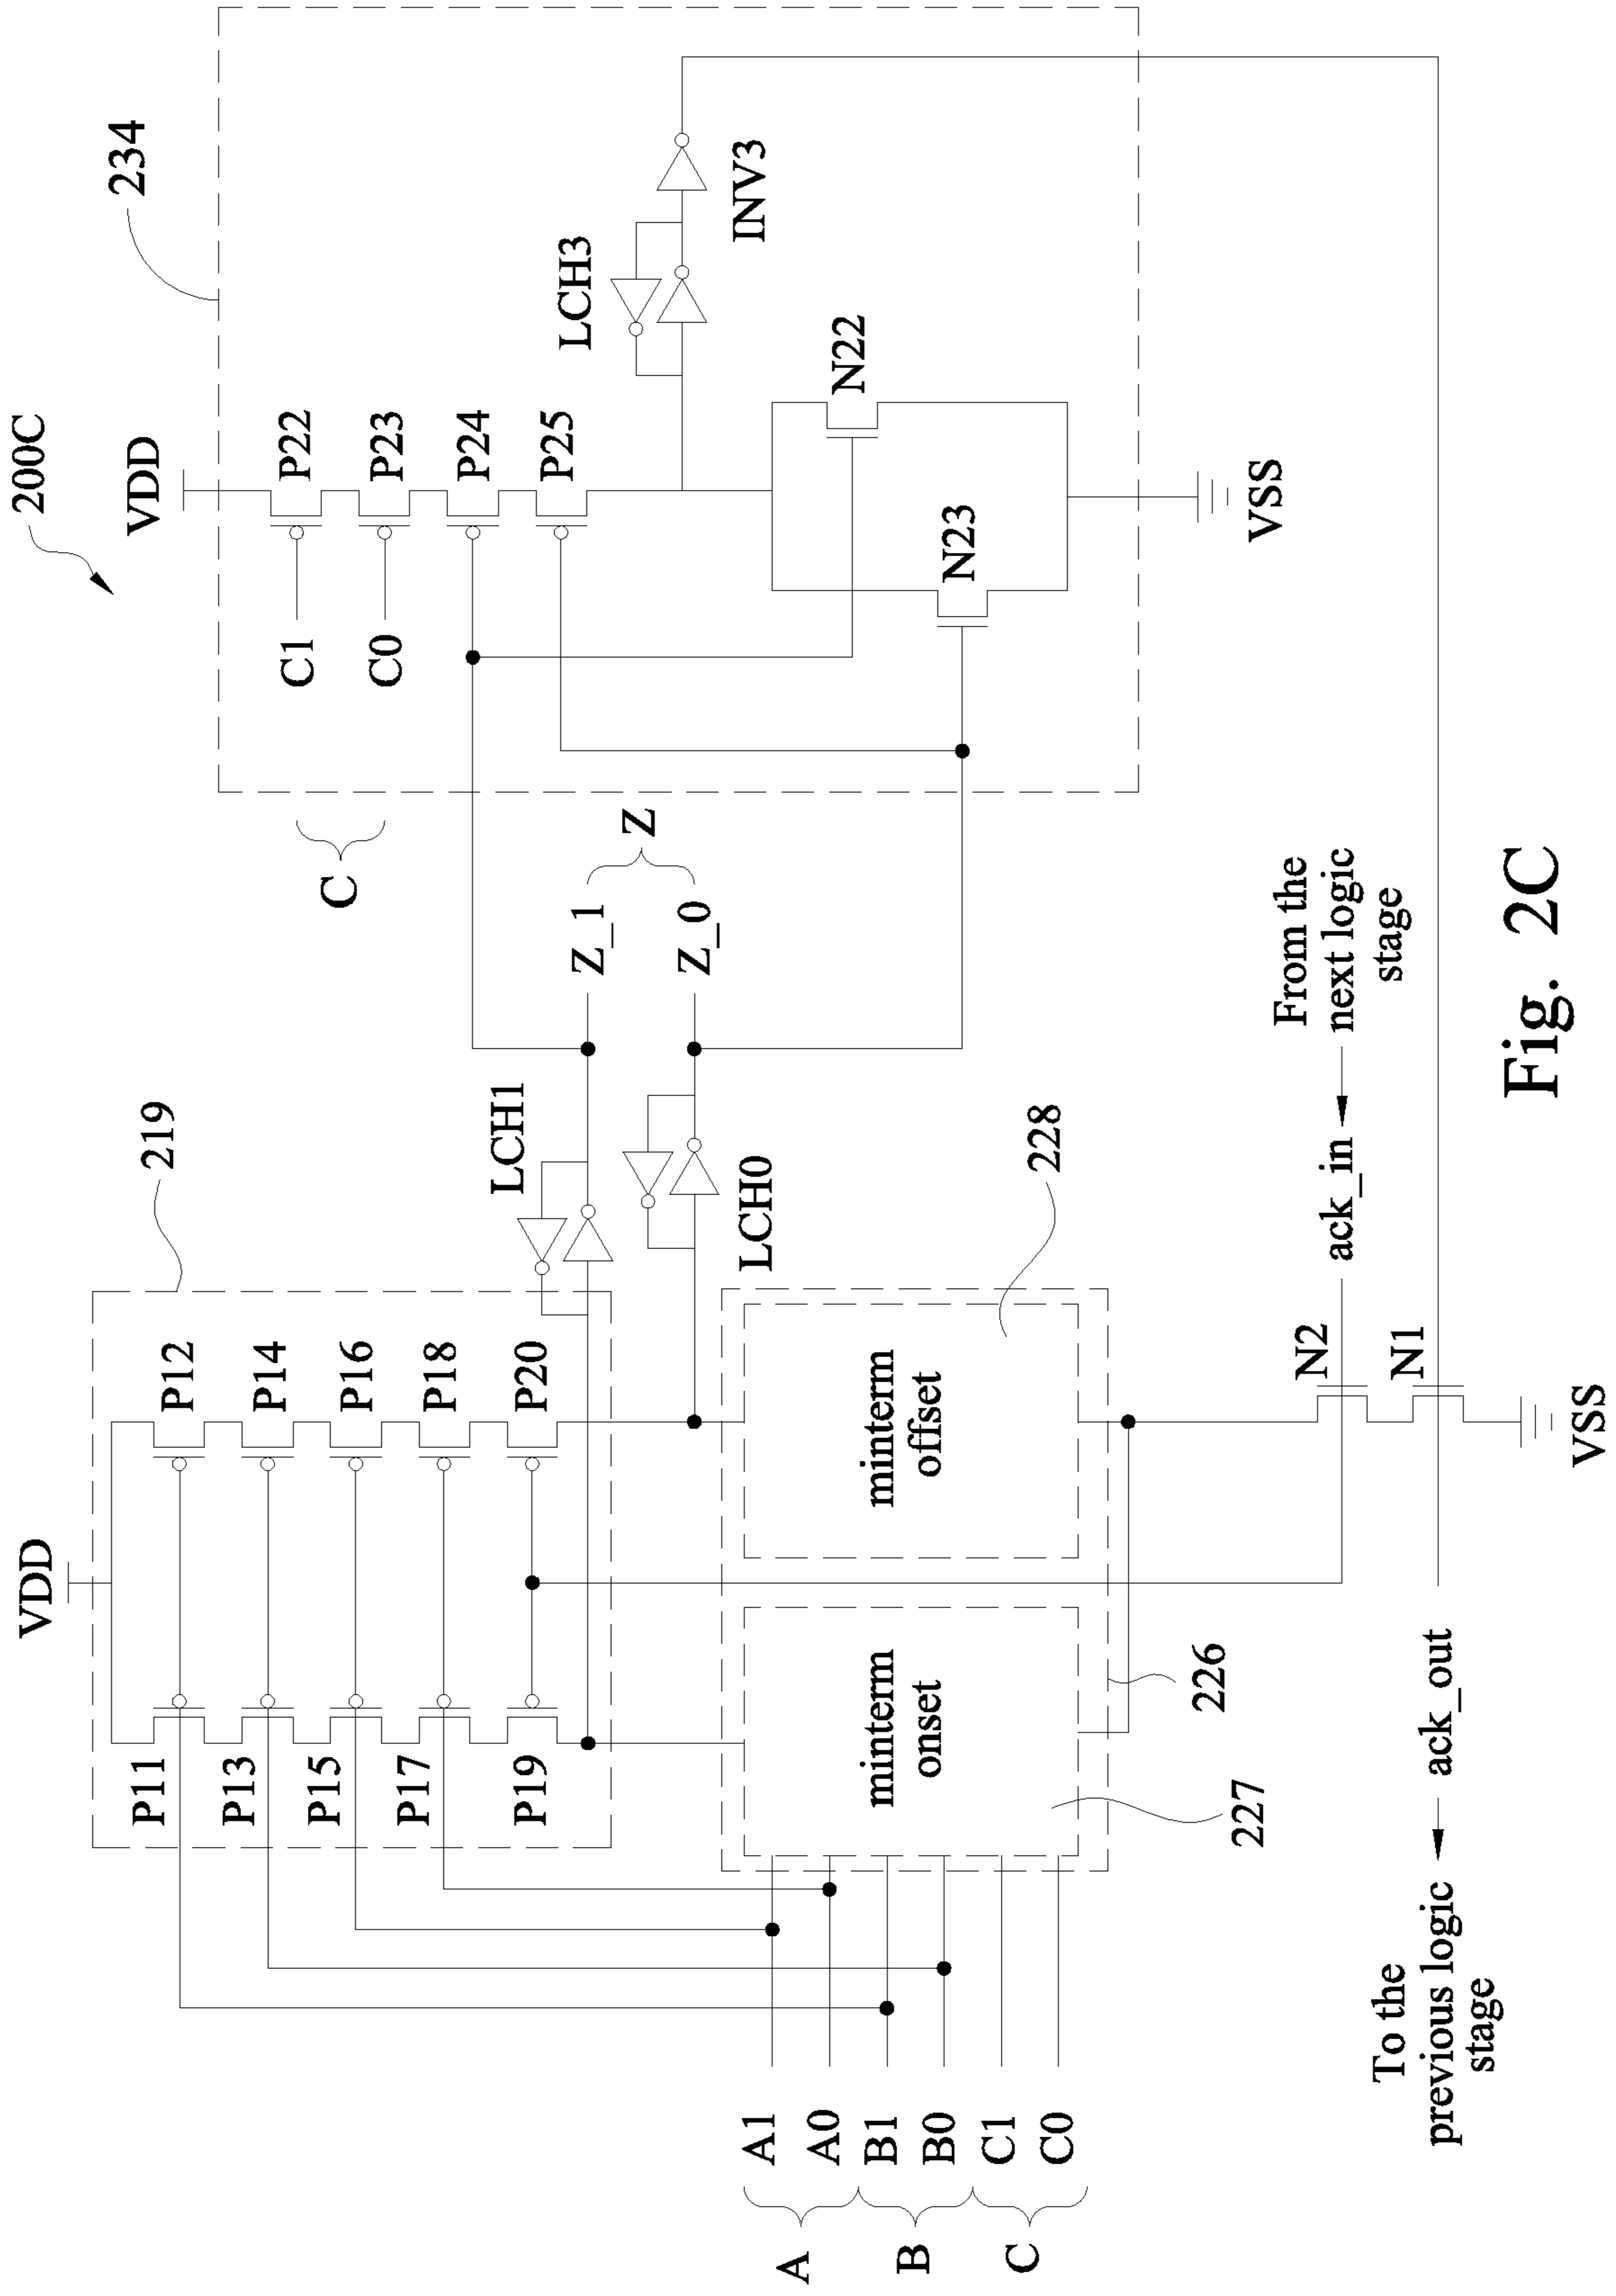 200C
VDD
219
P11
P12
P13
P14
P15
P16
P17
P18
P19
P20
LCH1
LCH0
Z_1
Z_0
Z
C
234
VDD
C1
P22
C0
P23
P24
P25
LCH3
INV3
N22
N23
VSS
A
A1
A0
B
B1
B0
C
C1
C0
minterm
onset
minterm
offset
227
226
228
N2
N1
VSS
ack_in
From the
next logic
stage
To the
previous logic
stage
ack_out
Fig. 2C